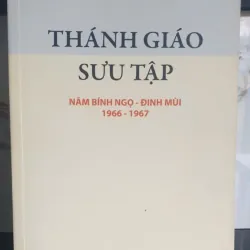 THÁNH GIÁO
SƯU TẬP
NĂM BÍNH NGỌ - ĐINH MÙI
1966 - 1967